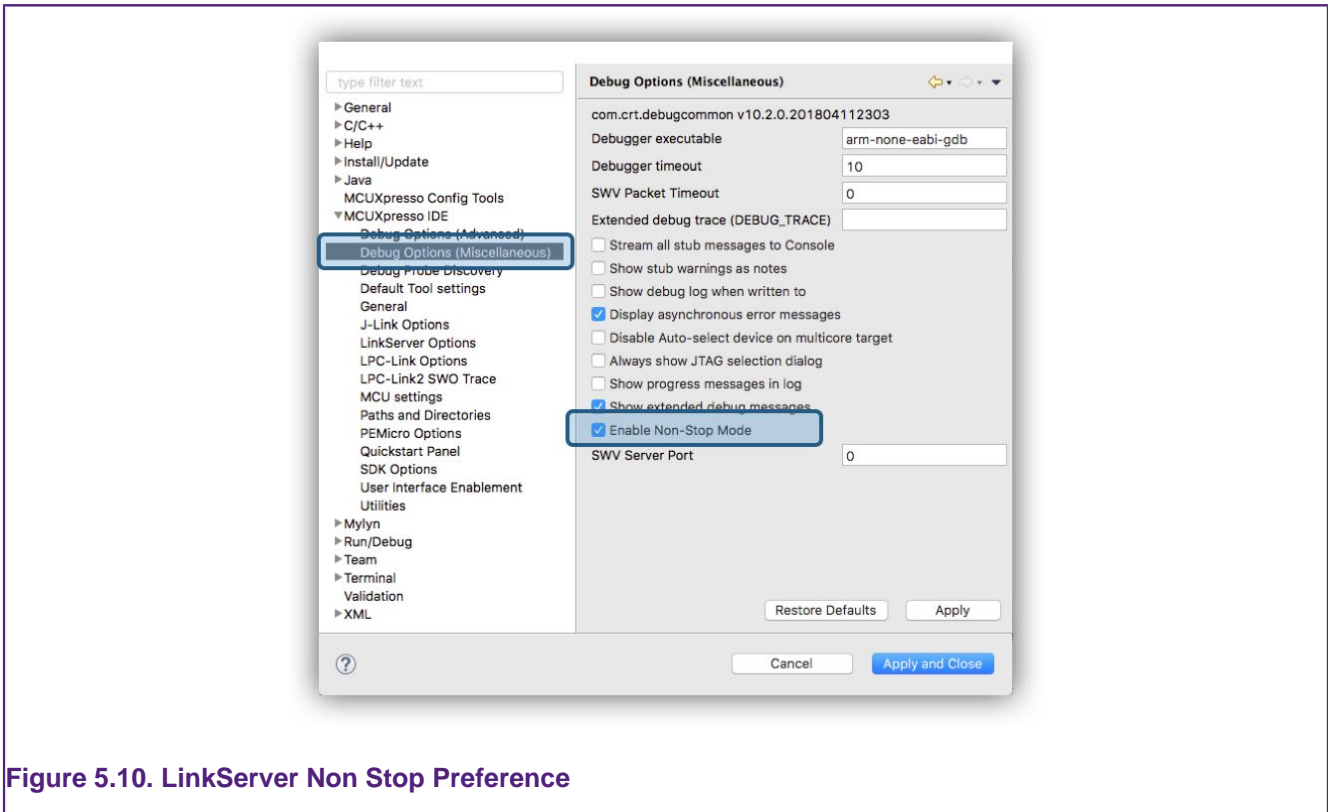 type filter text
General
C/C++
Help
Install/Update
Java
MCUXpresso Config Tools
MCUXpresso IDE
Debug Options (Advanced)
Debug Options (Miscellaneous)
Debug Probe Discovery
Default Tool settings
General
J-Link Options
LinkServer Options
LPC-Link Options
LPC-Link2 SWO Trace
MCU settings
Paths and Directories
PEMicro Options
Quickstart Panel
SDK Options
User Interface Enablement
Utilities
Mylyn
Run/Debug
Team
Terminal
Validation
XML
Debug Options (Miscellaneous)
com.crt.debugcommon v10.2.0.201804112303
Debugger executable arm-none-eabi-gdb
Debugger timeout 10
SWV Packet Timeout 0
Extended debug trace (DEBUG_TRACE)
Stream all stub messages to Console
Show stub warnings as notes
Show debug log when written to
Display asynchronous error messages
Disable Auto-select device on multicore target
Always show JTAG selection dialog
Show progress messages in log
Show extended debug messages
Enable Non-Stop Mode
SWV Server Port 0
Restore Defaults Apply
? Cancel Apply and Close
Figure 5.10. LinkServer Non Stop Preference